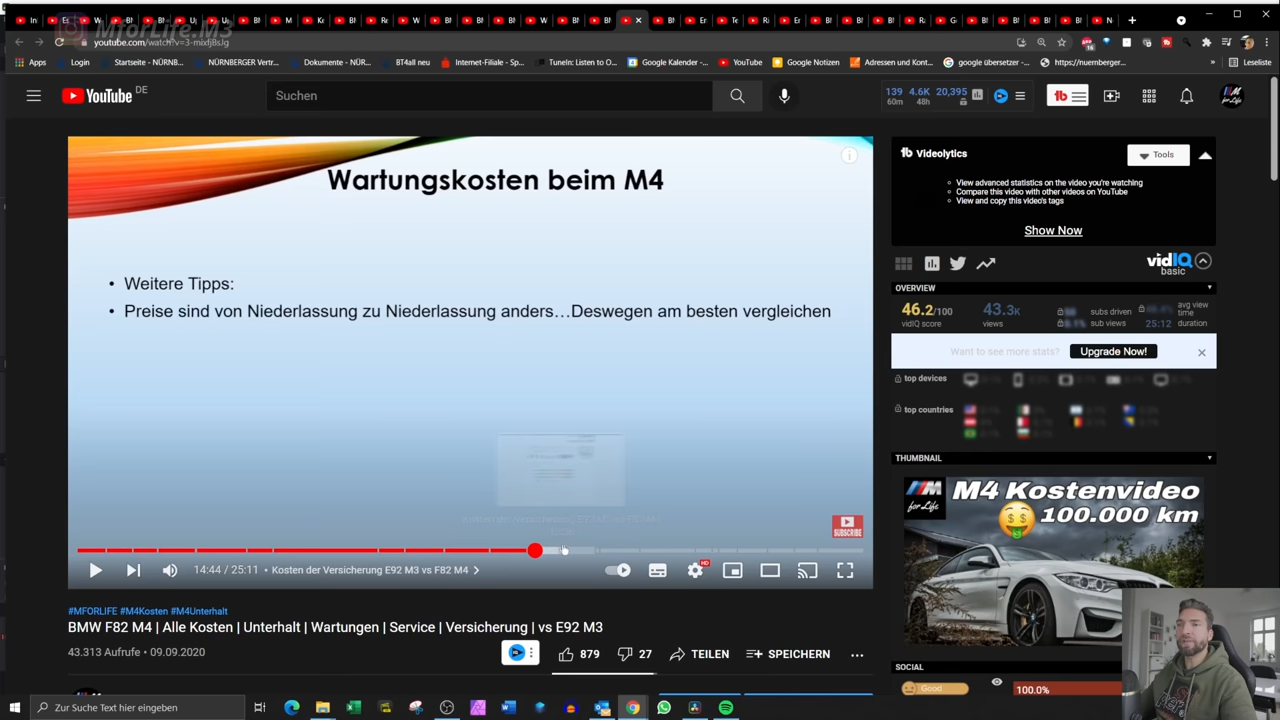 MforLife.M3
youtube.com/watch?v=3-mixfjBsJg
Apps
Login
Startseite - NÜRNB...
NÜRNBERGER Vertr...
Dokumente - NÜR...
BT4all neu
Internet-Filiale - Sp...
TuneIn: Listen to O...
Google Kalender -...
YouTube
Google Notizen
Adressen und Kont...
google übersetzer -...
https://nuernberger...
»
Leseliste
YouTube DE
Suchen
139 4.6K 20,395
60m 48h
Wartungskosten beim M4
• Weitere Tipps:
• Preise sind von Niederlassung zu Niederlassung anders…Deswegen am besten vergleichen
SUBSCRIBE
14:44 / 25:11 • Kosten der Versicherung E92 M3 vs F82 M4 >
HD
#MFORLIFE #M4Kosten #M4Unterhalt
BMW F82 M4 | Alle Kosten | Unterhalt | Wartungen | Service | Versicherung | vs E92 M3
43.313 Aufrufe • 09.09.2020
879
27
TEILEN
SPEICHERN
Videolytics
Tools
View advanced statistics on the video you're watching
Compare this video with other videos on YouTube
View and copy this video's tags
Show Now
vidIQ
basic
OVERVIEW
46.2/100
vidIQ score
43.3K
views
subs driven
sub views
avg view time
25:12 duration
Want to see more stats?
Upgrade Now!
top devices
top countries
THUMBNAIL
M for Life
M4 Kostenvideo
100.000 km
SOCIAL
Good
100.0%
Zur Suche Text hier eingeben